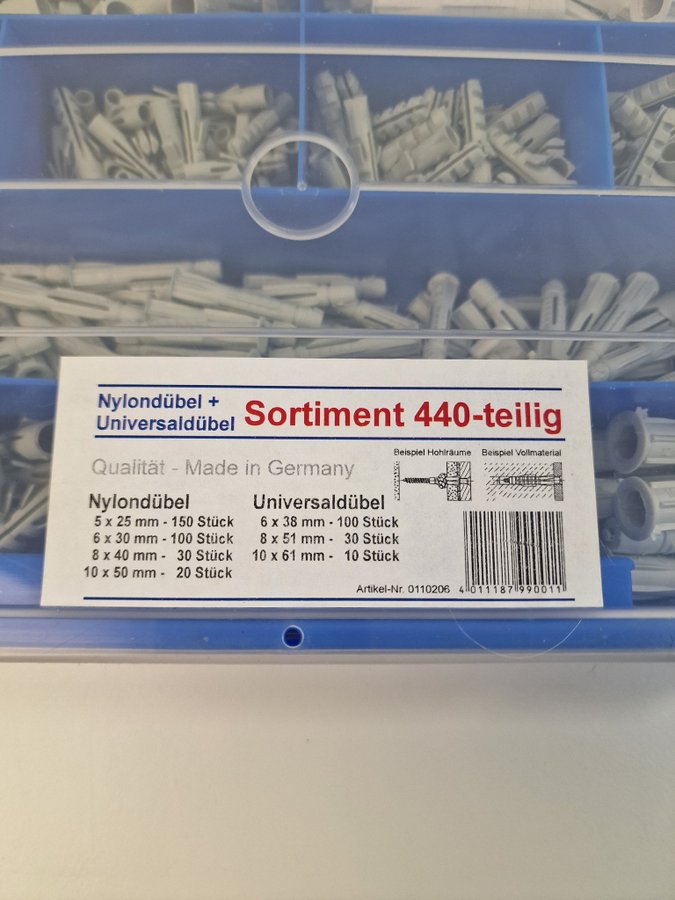 Nylondübel +
Universaldübel
Sortiment 440-teilig
Qualität - Made in Germany
Beispiel Hohlräume
Beispiel Vollmaterial
Nylondübel
5 x 25 mm - 150 Stück
6 x 30 mm - 100 Stück
8 x 40 mm - 30 Stück
10 x 50 mm - 20 Stück
Universaldübel
6 x 38 mm - 100 Stück
8 x 51 mm - 30 Stück
10 x 61 mm - 10 Stück
Artikel-Nr. 0110206
4 011187 990011